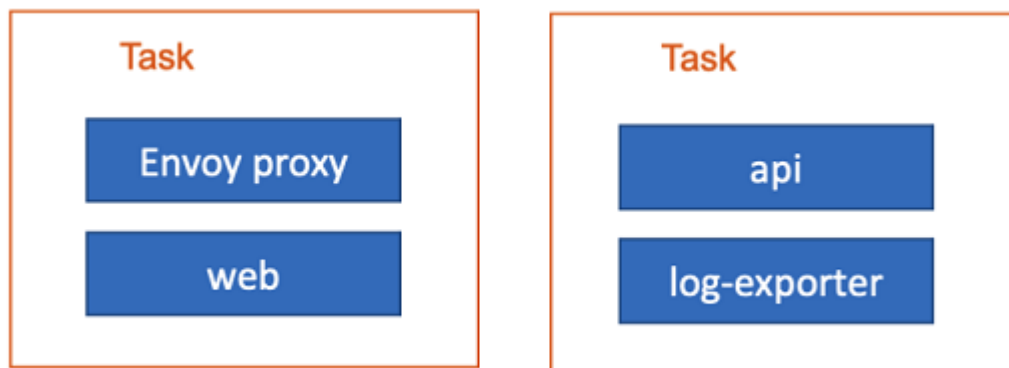 Task
Envoy proxy
web
Task
api
log-exporter